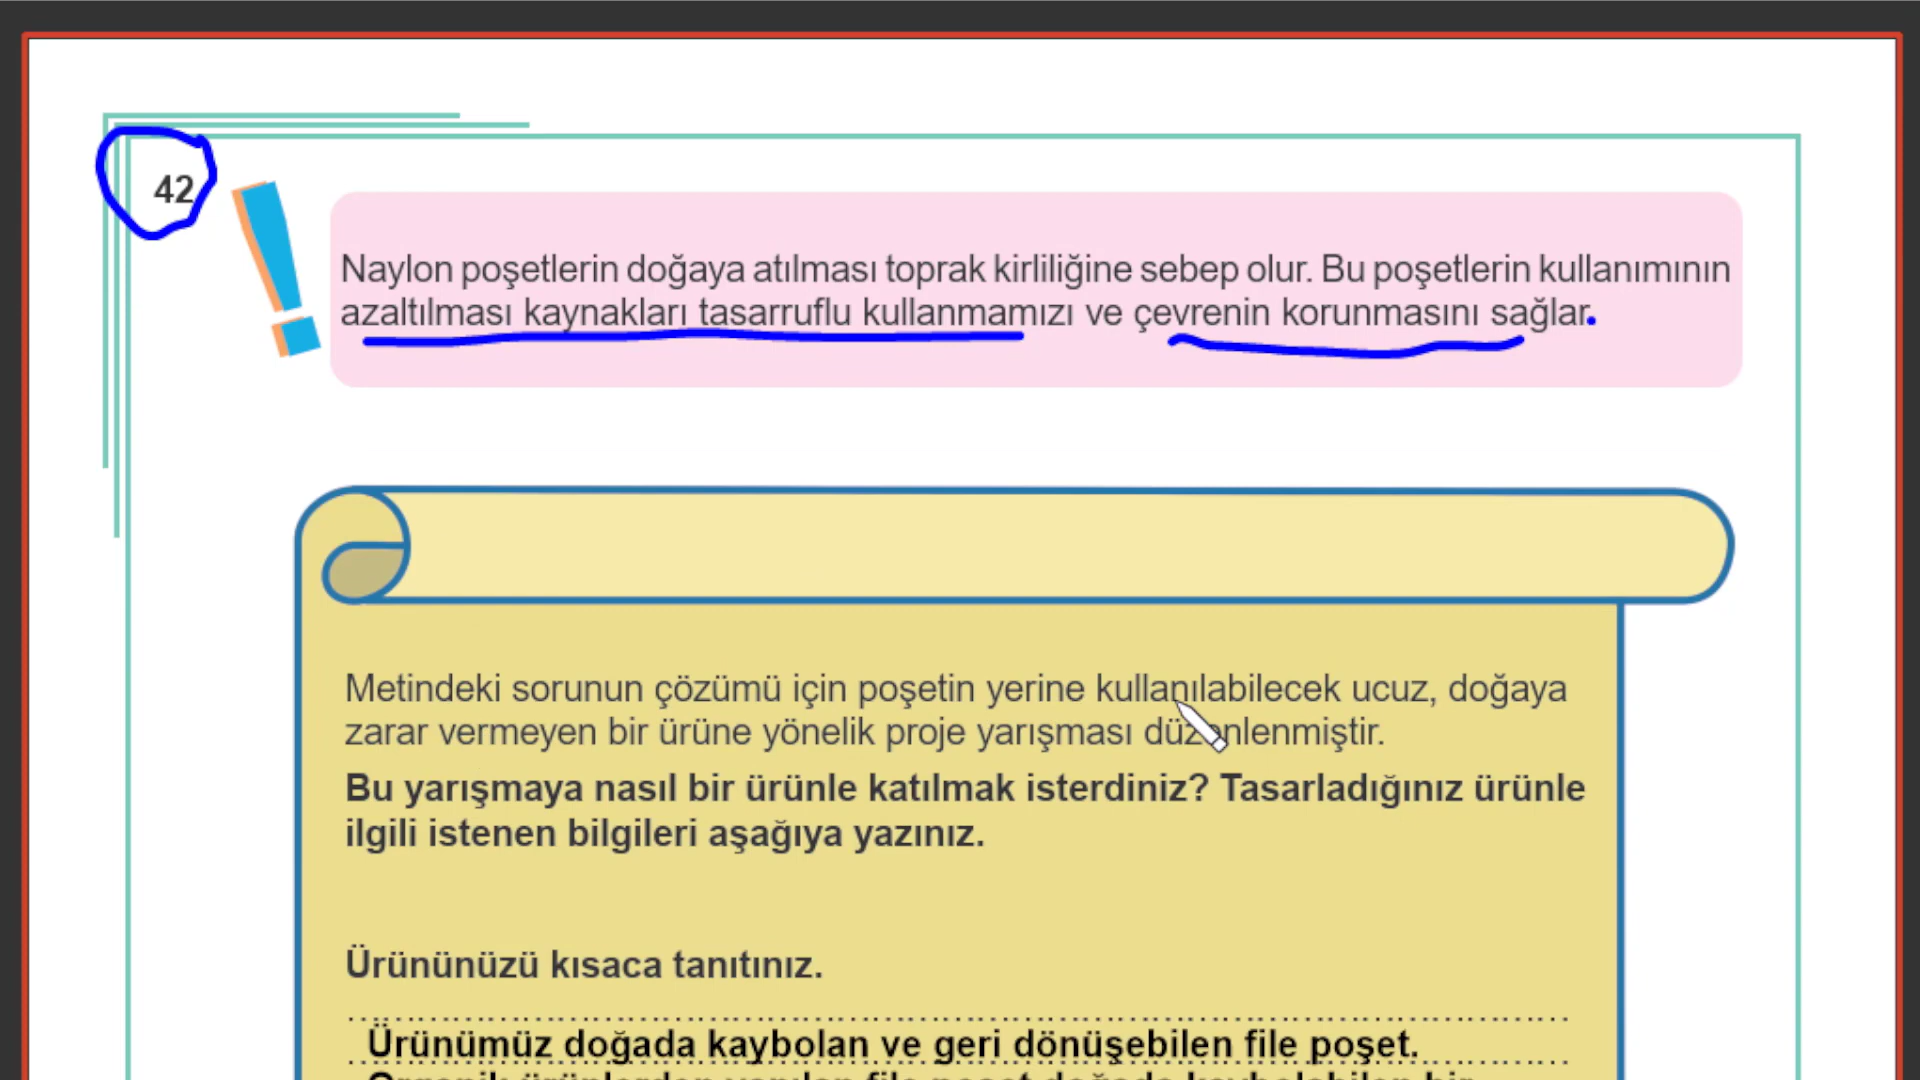 42
Naylon poşetlerin doğaya atılması toprak kirliliğine sebep olur. Bu poşetlerin kullanımının
azaltılması kaynakları tasarruflu kullanmamızı ve çevrenin korunmasını sağlar.
Metindeki sorunun çözümü için poşetin yerine kullanılabilecek ucuz, doğaya
zarar vermeyen bir ürüne yönelik proje yarışması düzenlenmiştir.
Bu yarışmaya nasıl bir ürünle katılmak isterdiniz? Tasarladığınız ürünle
ilgili istenen bilgileri aşağıya yazınız.
Ürününüzü kısaca tanıtınız.
Ürünümüz doğada kaybolan ve geri dönüşebilen file poşet.